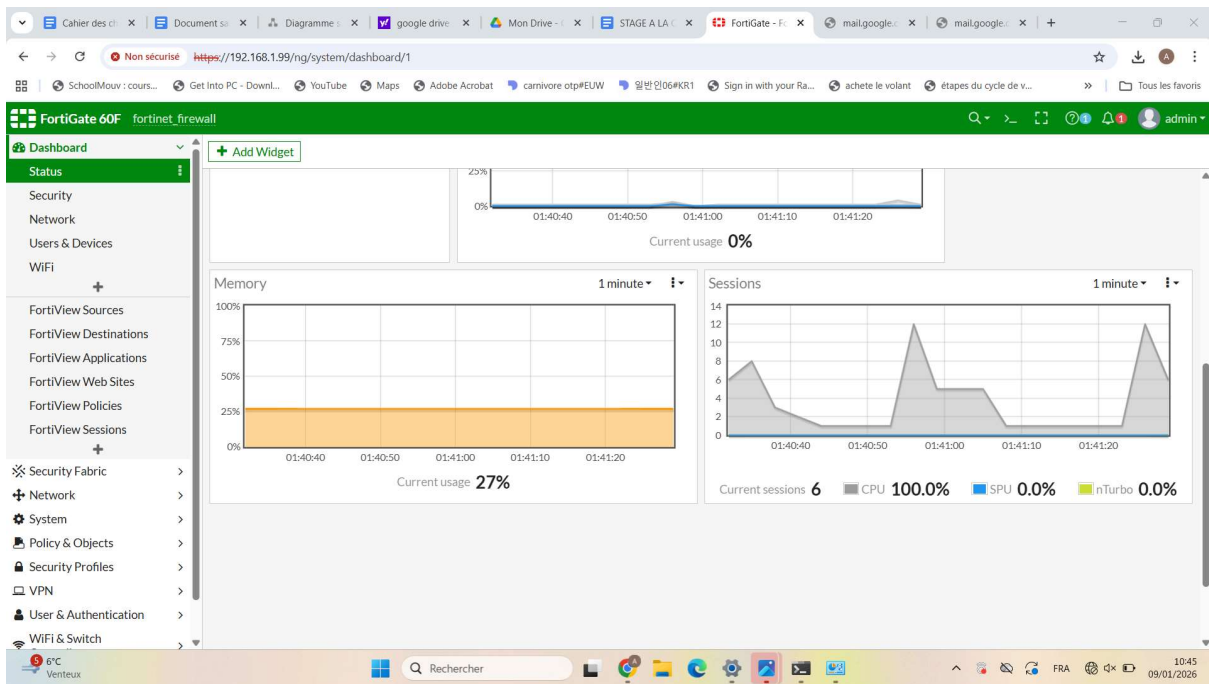 Cahier des ch
Document sa
Diagramme s
google drive
Mon Drive - 
STAGE A LA C
FortiGate - Fo
mail.google.c
mail.google.
Non sécurisé
https://192.168.1.99/ng/system/dashboard/1
SchoolMouv : cours...
Get Into PC - Downl...
YouTube
Maps
Adobe Acrobat
carnivore otp#EUW
일반인06#KR1
Sign in with your Ra...
achete le volant
étapes du cycle de v...
Tous les favoris
FortiGate 60F
fortinet_firewall
1
1
admin
Dashboard
Status
Security
Network
Users & Devices
WiFi
FortiView Sources
FortiView Destinations
FortiView Applications
FortiView Web Sites
FortiView Policies
FortiView Sessions
Security Fabric
Network
System
Policy & Objects
Security Profiles
VPN
User & Authentication
WiFi & Switch
Add Widget
25%
0%
01:40:40 01:40:50 01:41:00 01:41:10 01:41:20
Current usage 0%
Memory
1 minute
100%
75%
50%
25%
0%
01:40:40 01:40:50 01:41:00 01:41:10 01:41:20
Current usage 27%
Sessions
1 minute
14
12
10
8
6
4
2
0
01:40:40 01:40:50 01:41:00 01:41:10 01:41:20
Current sessions 6 CPU 100.0% SPU 0.0% nTurbo 0.0%
5
6°C
Venteux
Rechercher
FRA
10:45
09/01/2026